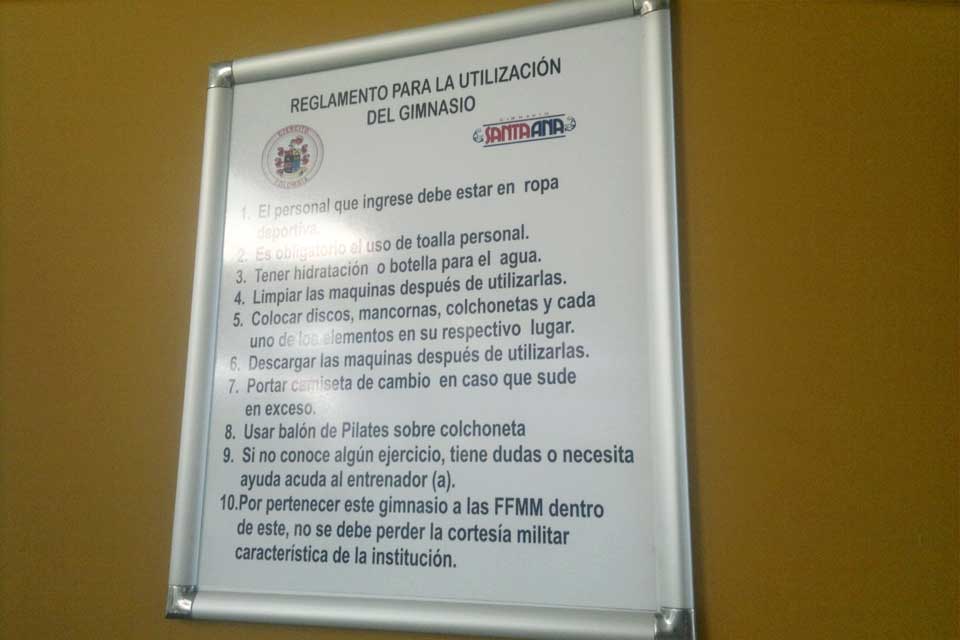 REGLAMENTO PARA LA UTILIZACIÓN
DEL GIMNASIO
GIMNASIO
SANTA ANA
EJERCITO
COLOMBIA
1. El personal que ingrese debe estar en ropa
deportiva.
2. Es obligatorio el uso de toalla personal.
3. Tener hidratación o botella para el agua.
4. Limpiar las maquinas después de utilizarlas.
5. Colocar discos, mancornas, colchonetas y cada
uno de los elementos en su respectivo lugar.
6. Descargar las maquinas después de utilizarlas.
7. Portar camiseta de cambio en caso que sude
en exceso.
8. Usar balón de Pilates sobre colchoneta
9. Si no conoce algún ejercicio, tiene dudas o necesita
ayuda acuda al entrenador (a).
10.Por pertenecer este gimnasio a las FFMM dentro
de este, no se debe perder la cortesía militar
característica de la institución.